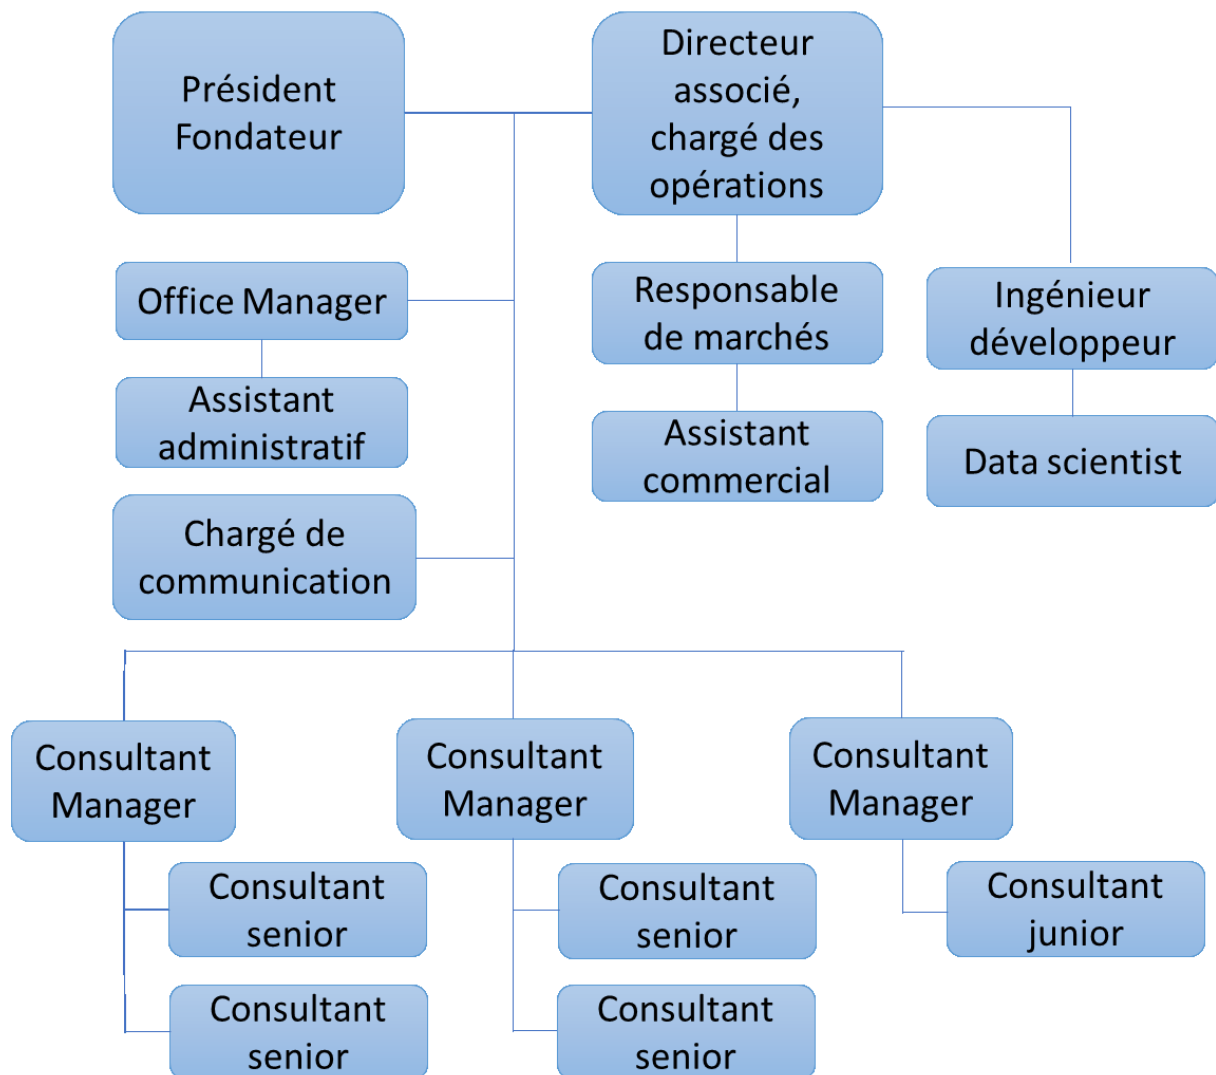 Président
Fondateur
Directeur
associé,
chargé des
opérations
Office Manager
Responsable
de marchés
Ingénieur
développeur
Assistant
administratif
Assistant
commercial
Data scientist
Chargé de
communication
Consultant
Manager
Consultant
Manager
Consultant
Manager
Consultant
senior
Consultant
senior
Consultant
junior
Consultant
senior
Consultant
senior